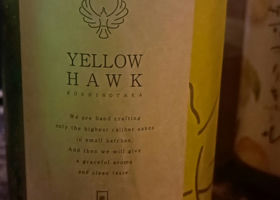 YELLOW
HAWK
KOSHINOTAKA
We are hand crafting
only the highest caliber sakes
in small batches.
And then we will give
a graceful aroma
and clean taste.